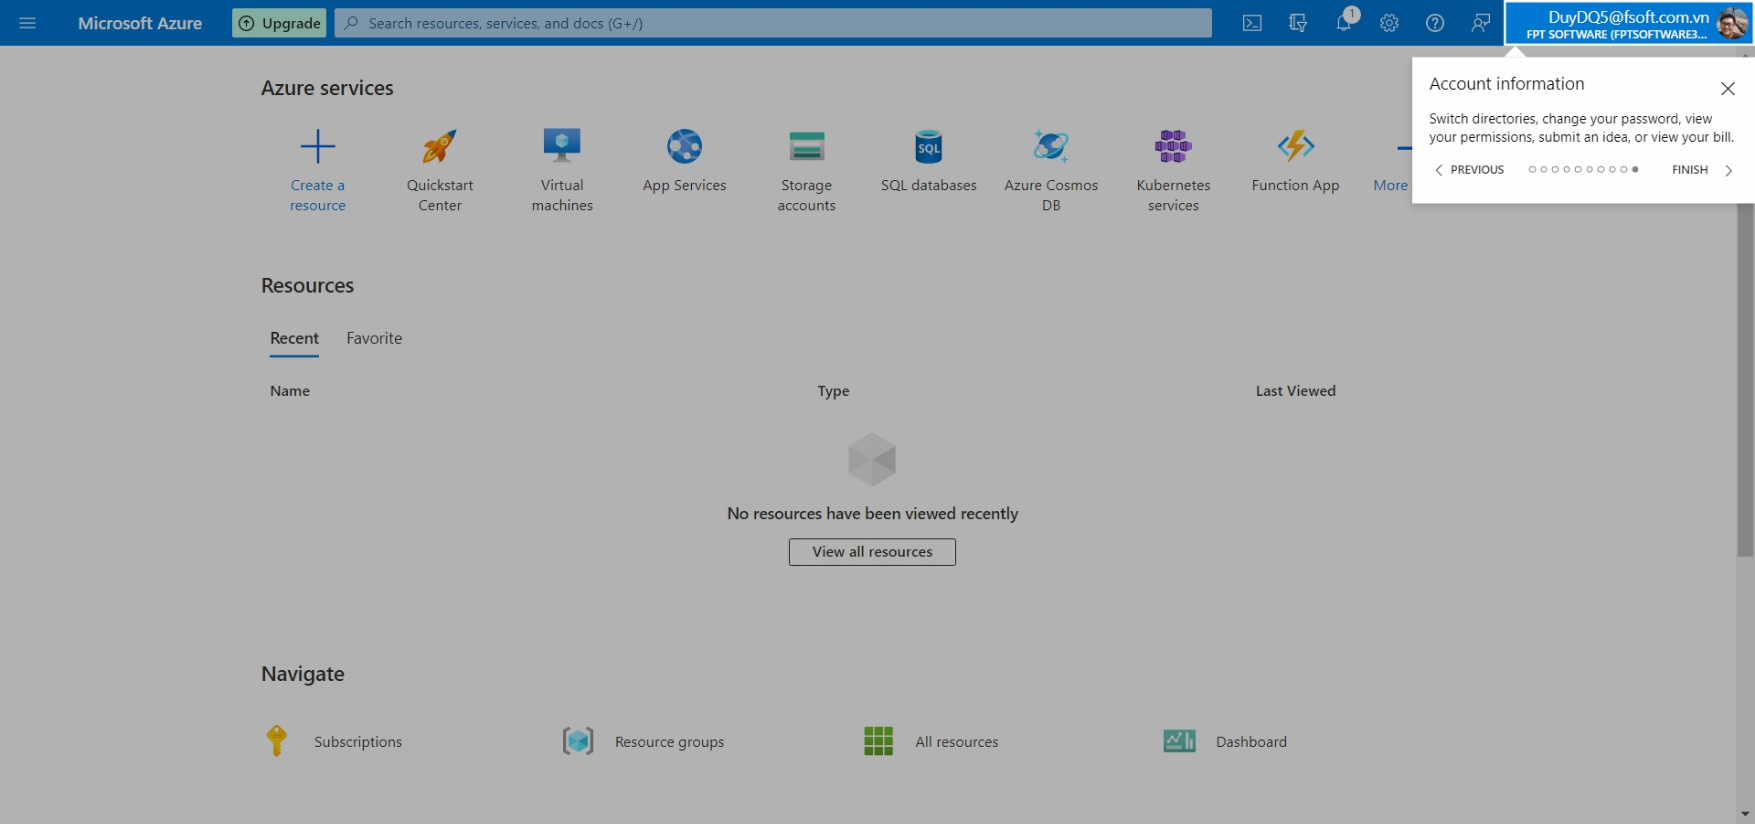 Microsoft Azure
Upgrade
Search resources, services, and docs (G+/)
1
DuyDQ5@fsoft.com.vn
FPT SOFTWARE (FPTSOFTWARE3...
Account information
Switch directories, change your password, view
your permissions, submit an idea, or view your bill.
PREVIOUS
FINISH
Azure services
Create a
resource
Quickstart
Center
Virtual
machines
App Services
Storage
accounts
SQL
SQL databases
Azure Cosmos
DB
Kubernetes
services
Function App
More
Resources
Recent
Favorite
Name
Type
Last Viewed
No resources have been viewed recently
View all resources
Navigate
Subscriptions
Resource groups
All resources
Dashboard